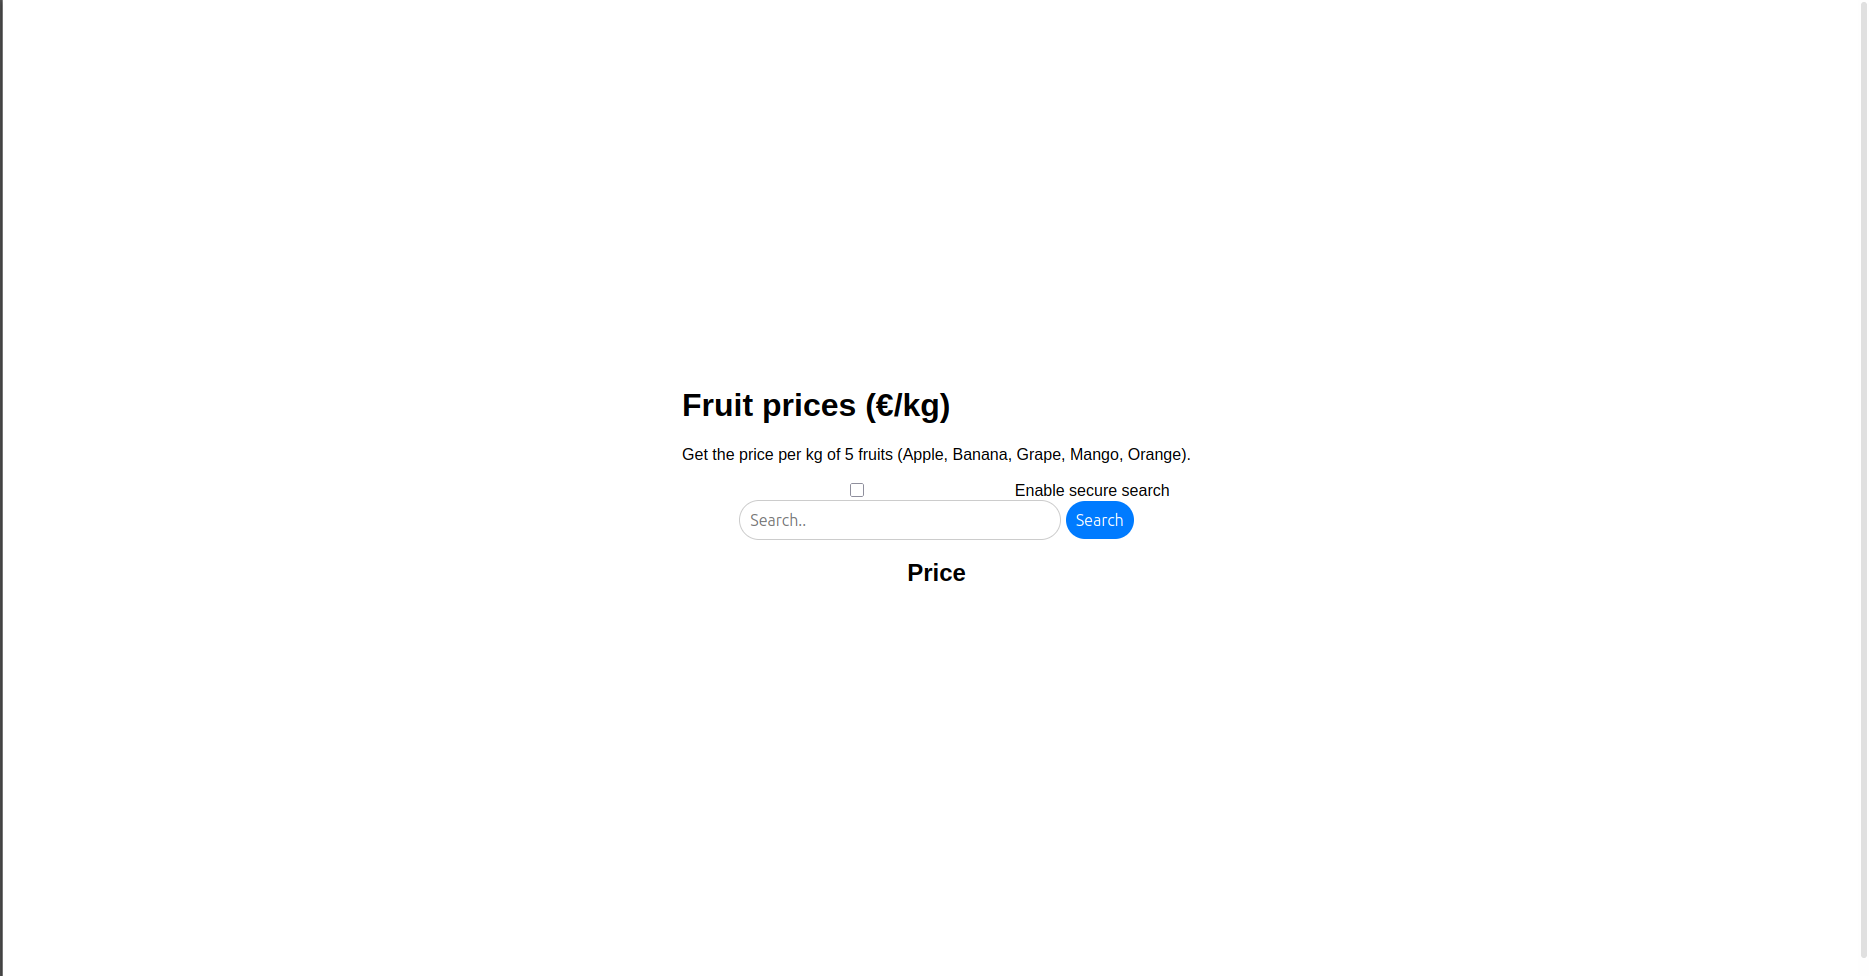 Fruit prices (€/kg)
Get the price per kg of 5 fruits (Apple, Banana, Grape, Mango, Orange).
Enable secure search
Search.. Search
Price